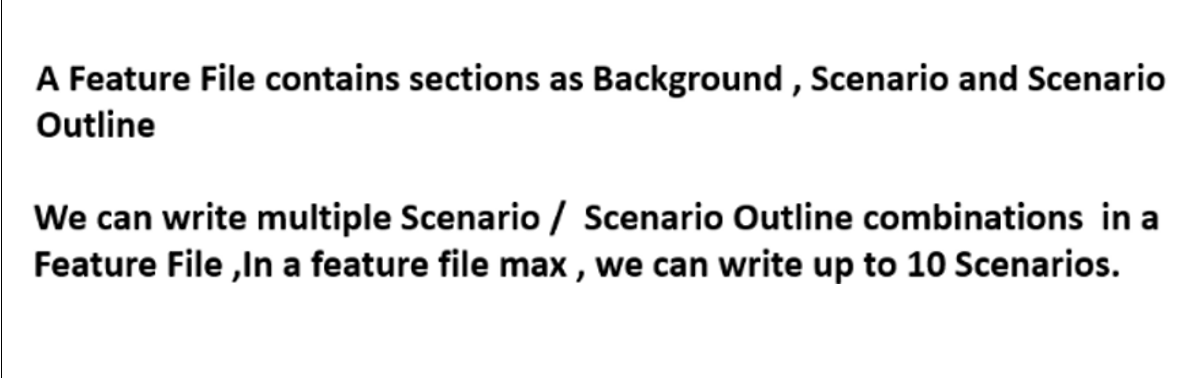 A Feature File contains sections as Background , Scenario and Scenario
Outline
We can write multiple Scenario / Scenario Outline combinations in a
Feature File ,In a feature file max , we can write up to 10 Scenarios.